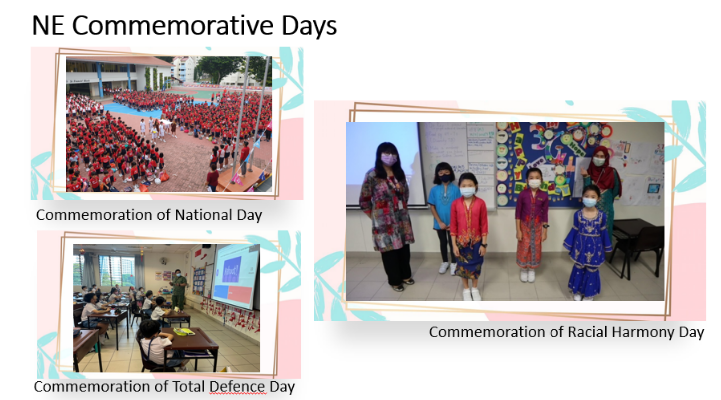 NE Commemorative Days
Commemoration of National Day
Commemoration of Racial Harmony Day
Commemoration of Total Defence Day